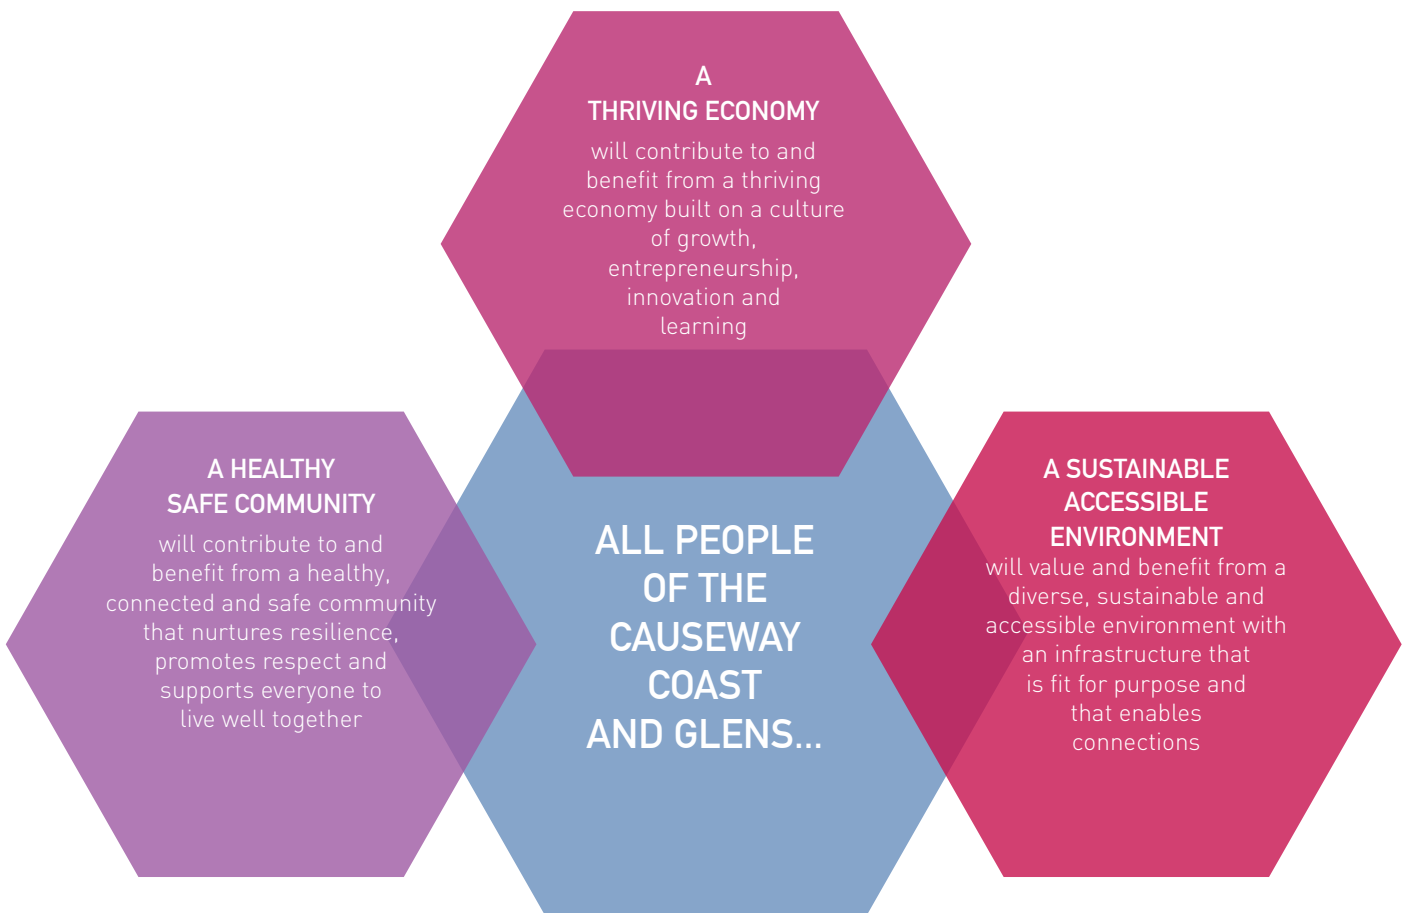 A
THRIVING ECONOMY
will contribute to and
benefit from a thriving
economy built on a culture
of growth,
entrepreneurship,
innovation and
learning
A HEALTHY
SAFE COMMUNITY
will contribute to and
benefit from a healthy,
connected and safe community
that nurtures resilience,
promotes respect and
supports everyone to
live well together
ALL PEOPLE
OF THE
CAUSEWAY
COAST
AND GLENS...
A SUSTAINABLE
ACCESSIBLE
ENVIRONMENT
will value and benefit from a
diverse, sustainable and
accessible environment with
an infrastructure that
is fit for purpose and
that enables
connections